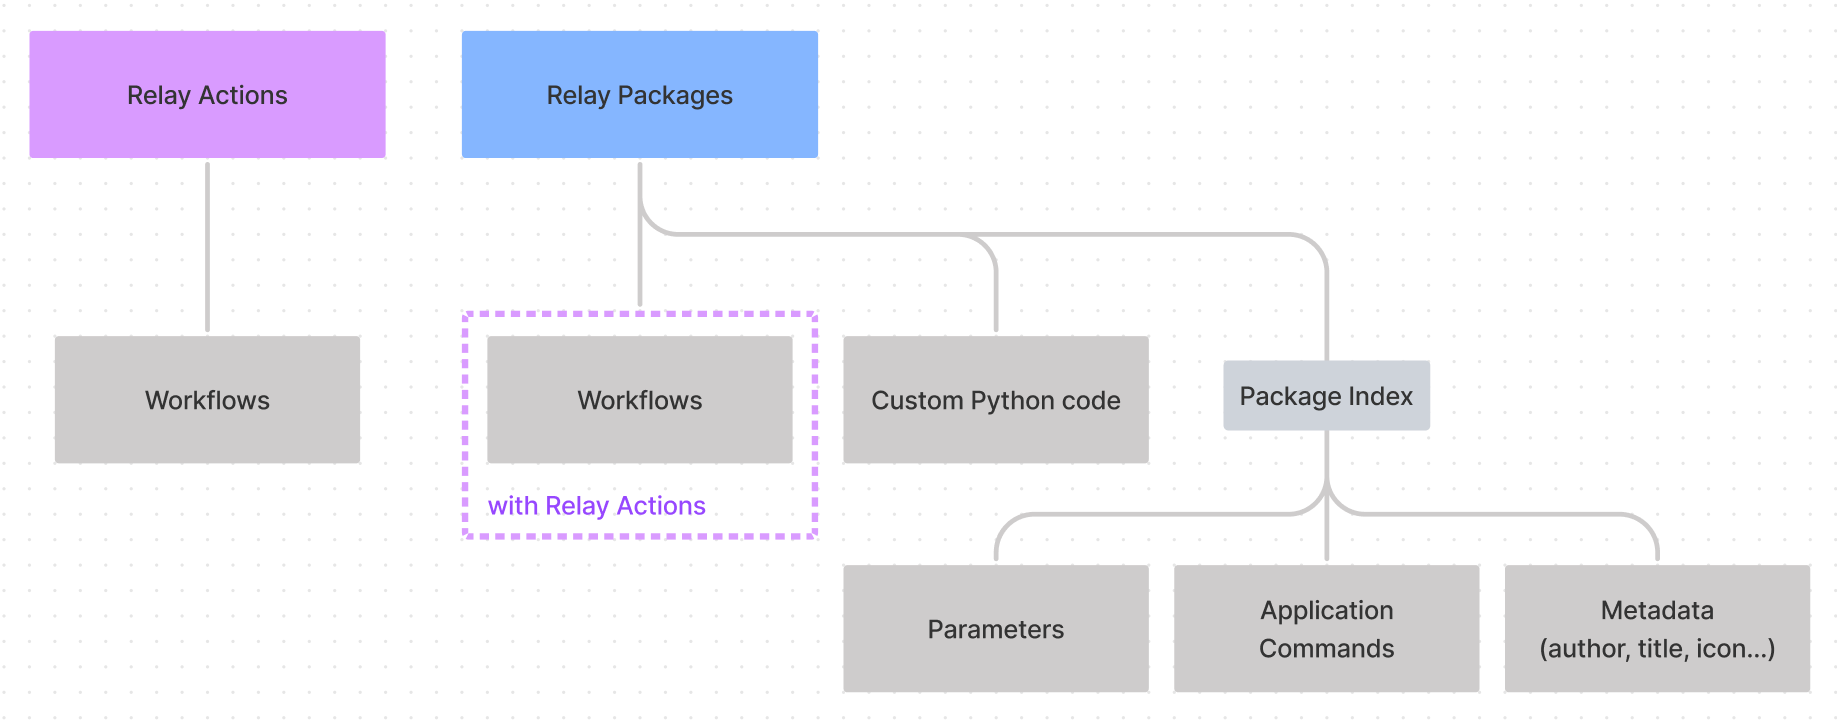 Relay Actions
Relay Packages
Workflows
Workflows
with Relay Actions
Custom Python code
Package Index
Parameters
Application
Commands
Metadata
(author, title, icon...)